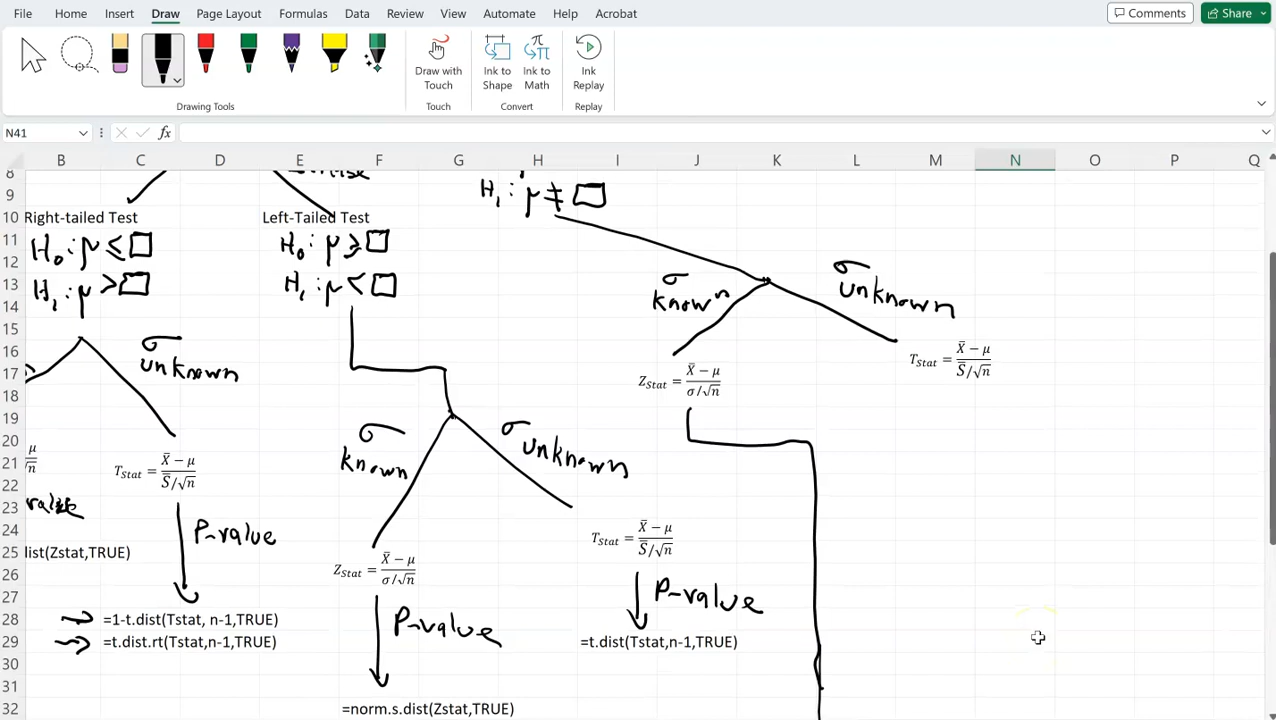 File Home Insert Draw Page Layout Formulas Data Review View Automate Help Acrobat
Comments Share
Draw with Touch
Ink to Shape
Ink to Math
Ink Replay
Drawing Tools Touch Convert Replay
N41 fx
B C D E F G H I J K L M N O P Q
8
9
10
11
12
13
14
15
16
17
18
19
20
21
22
23
24
25
26
27
28
29
30
31
32
H₁: μ ≠ □
Right-tailed Test
H₀: μ ≤ □
H₁: μ > □
Left-Tailed Test
H₀: μ ≥ □
H₁: μ < □
σ unknown
μ
/n
T_Stat = (X̄ − μ) / (S̄/√n)
P-value
=1-t.dist(Tstat, n-1,TRUE)
=t.dist.rt(Tstat,n-1,TRUE)
dist(Zstat,TRUE)
σ known
Z_Stat = (X̄ − μ) / (σ/√n)
P-value
=norm.s.dist(Zstat,TRUE)
σ unknown
T_Stat = (X̄ − μ) / (S̄/√n)
P-value
=t.dist(Tstat,n-1,TRUE)
σ known
Z_Stat = (X̄ − μ) / (σ/√n)
σ unknown
T_Stat = (X̄ − μ) / (S̄/√n)